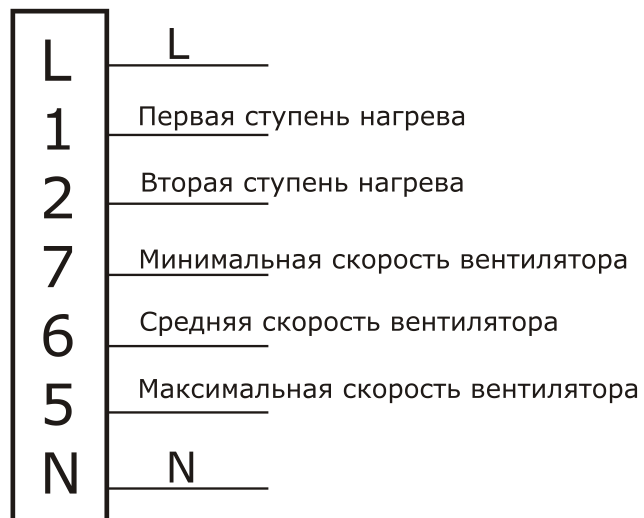 L L
1 Первая ступень нагрева
2 Вторая ступень нагрева
7 Минимальная скорость вентилятора
6 Средняя скорость вентилятора
5 Максимальная скорость вентилятора
N N